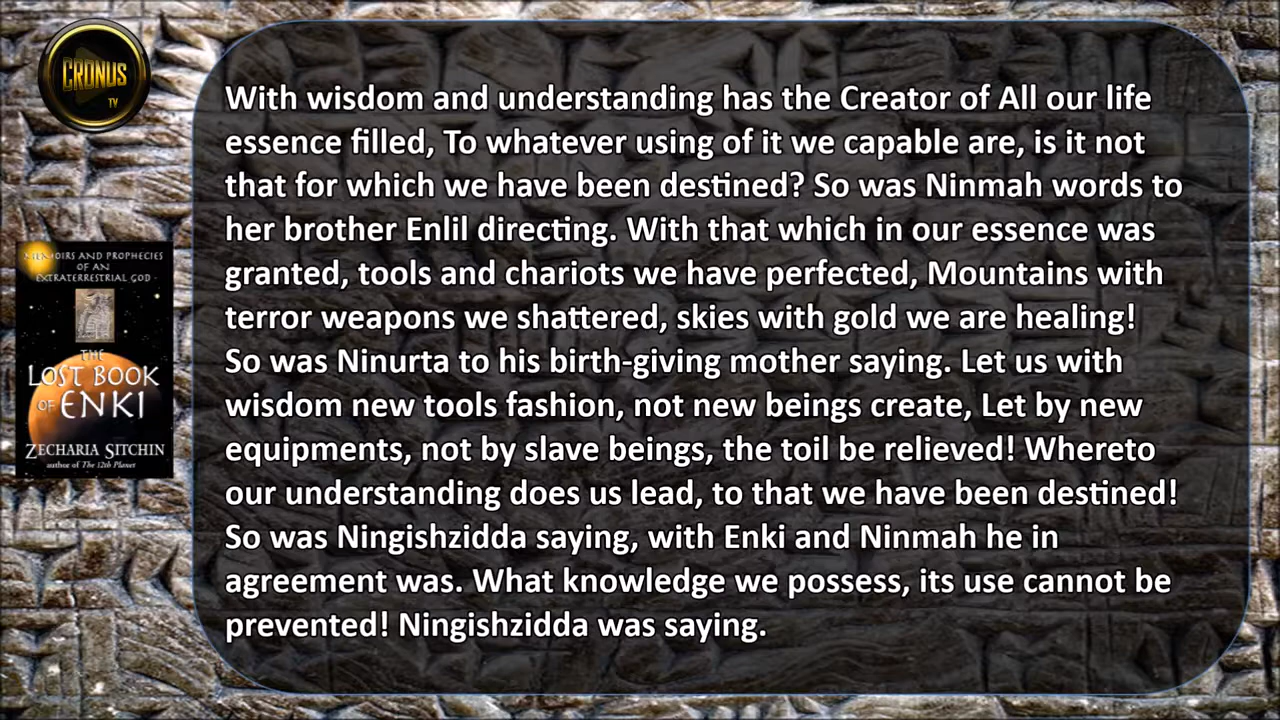 CRONUS
TV
With wisdom and understanding has the Creator of All our life
essence filled, To whatever using of it we capable are, is it not
that for which we have been destined? So was Ninmah words to
her brother Enlil directing. With that which in our essence was
granted, tools and chariots we have perfected, Mountains with
terror weapons we shattered, skies with gold we are healing!
So was Ninurta to his birth-giving mother saying. Let us with
wisdom new tools fashion, not new beings create, Let by new
equipments, not by slave beings, the toil be relieved! Whereto
our understanding does us lead, to that we have been destined!
So was Ningishzidda saying, with Enki and Ninmah he in
agreement was. What knowledge we possess, its use cannot be
prevented! Ningishzidda was saying.
MEMOIRS AND PROPHECIES
OF AN
EXTRATERRESTRIAL GOD
THE
LOST BOOK
OF ENKI
ZECHARIA SITCHIN
author of The 12th Planet